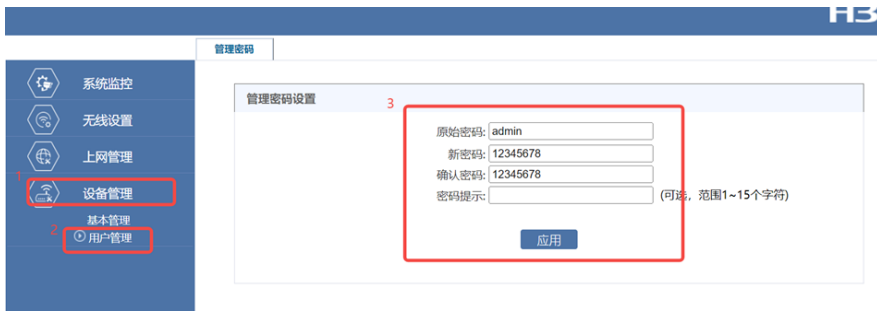 H3
管理密码
系统监控
无线设置
上网管理
1
设备管理
基本管理
2
用户管理
管理密码设置
3
原始密码: admin
新密码: 12345678
确认密码: 12345678
密码提示: (可选，范围1~15个字符)
应用